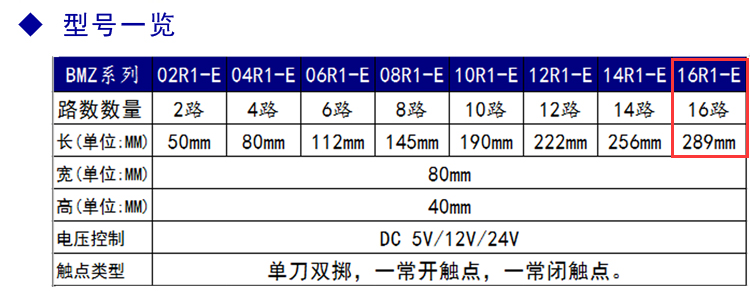 ◆ 型号一览
BMZ系列 02R1-E 04R1-E 06R1-E 08R1-E 10R1-E 12R1-E 14R1-E 16R1-E
路数数量 2路 4路 6路 8路 10路 12路 14路 16路
长(单位:MM) 50mm 80mm 112mm 145mm 190mm 222mm 256mm 289mm
宽(单位:MM) 80mm
高(单位:MM) 40mm
电压控制 DC 5V/12V/24V
触点类型 单刀双掷，一常开触点，一常闭触点。